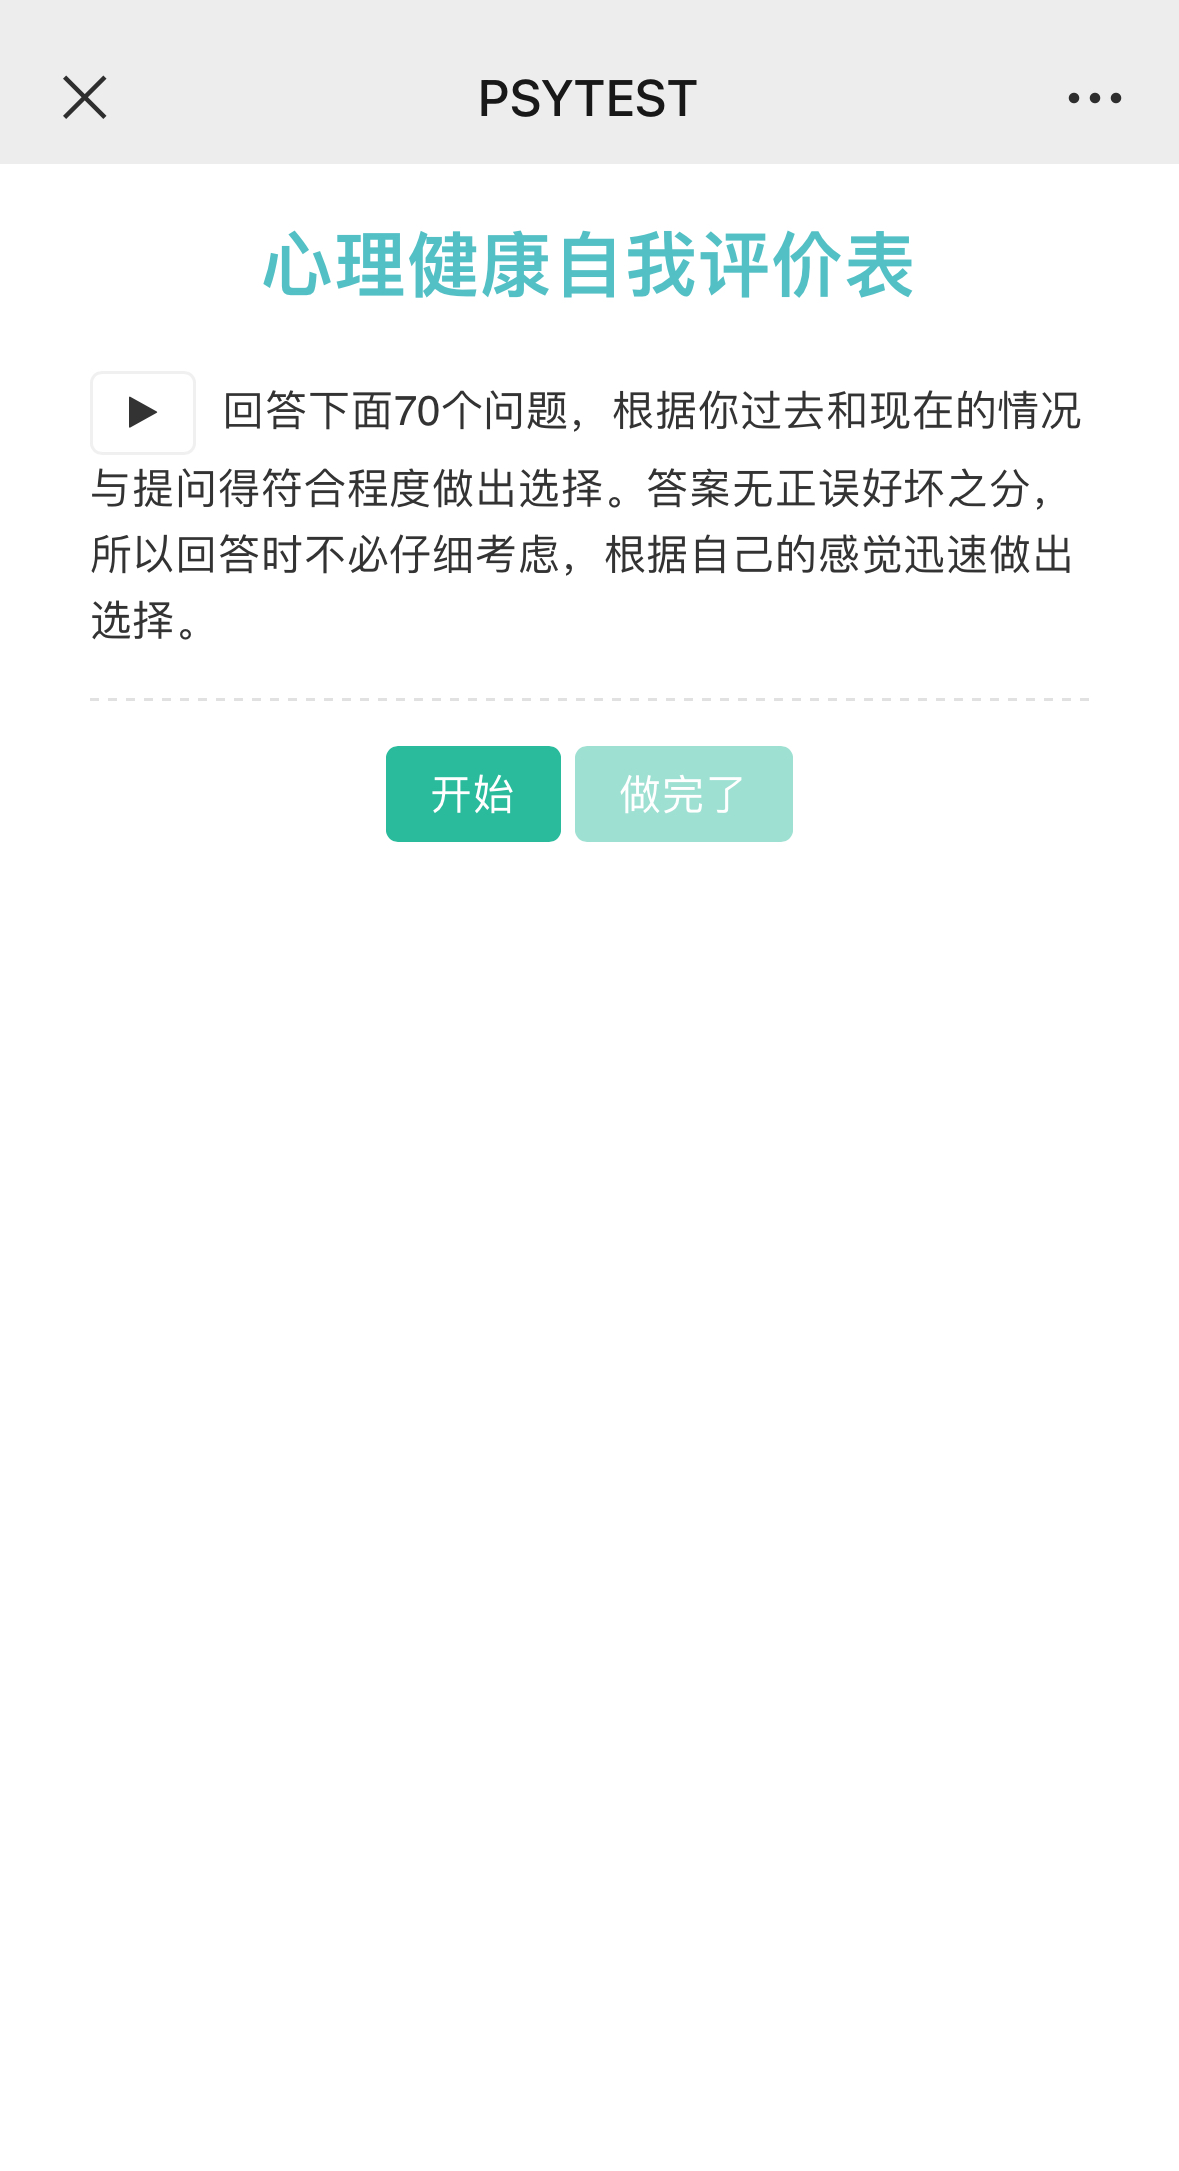 PSYTEST
心理健康自我评价表
回答下面70个问题，根据你过去和现在的情况
与提问得符合程度做出选择。答案无正误好坏之分，
所以回答时不必仔细考虑，根据自己的感觉迅速做出
选择。
开始
做完了